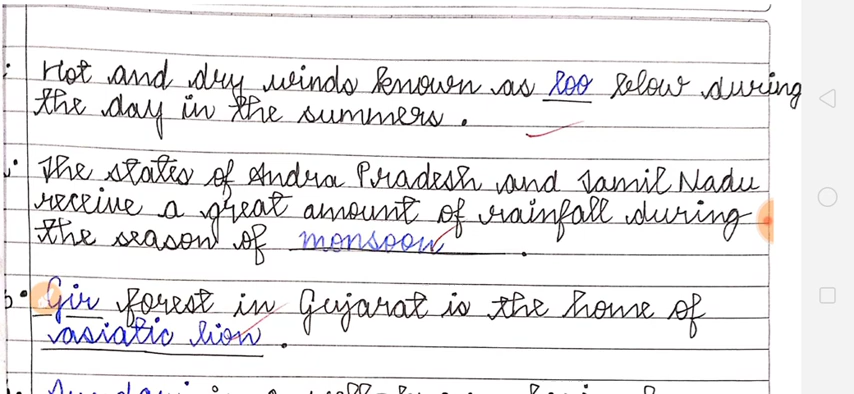 Hot and dry winds known as loo blow during
the day in the summers.
The states of Andra Pradesh and Tamil Nadu
receive a great amount of rainfall during
the season of monsoon.
Gir forest in Gujarat is the home of
asiatic lion.